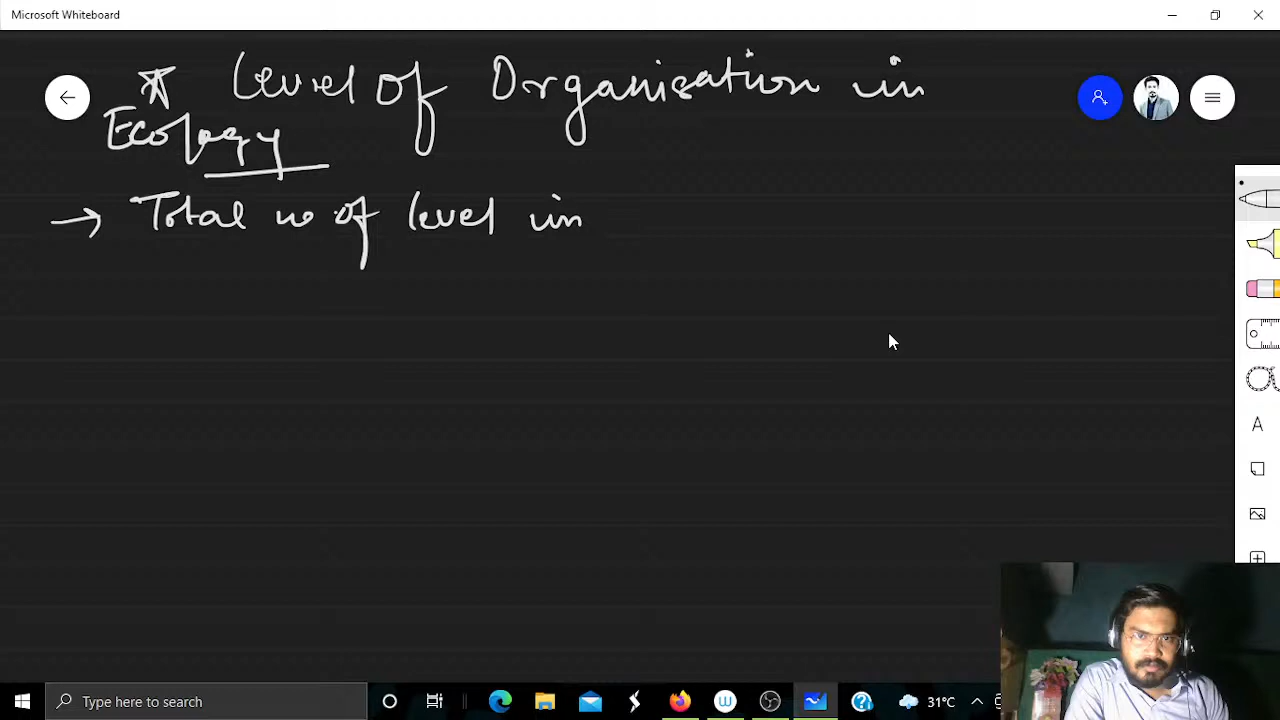 Microsoft Whiteboard
* Level of Organisation in
Ecology
→ Total no of level in
A
Type here to search
31°C